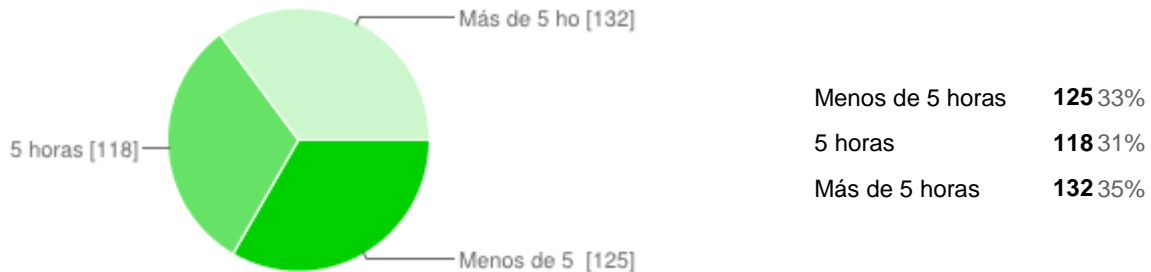 Más de 5 ho [132]
5 horas [118]
Menos de 5 [125]
Menos de 5 horas 125 33%
5 horas 118 31%
Más de 5 horas 132 35%